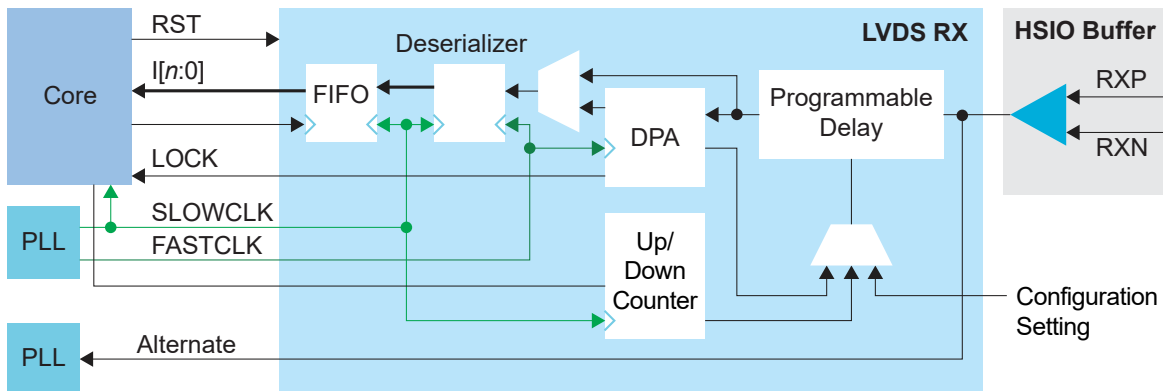 RST
LVDS RX
HSIO Buffer
Deserializer
I[n:0]
Core
FIFO
Programmable
Delay
RXP
DPA
RXN
LOCK
SLOWCLK
PLL
FASTCLK
Up/
Down
Counter
Configuration
Setting
Alternate
PLL